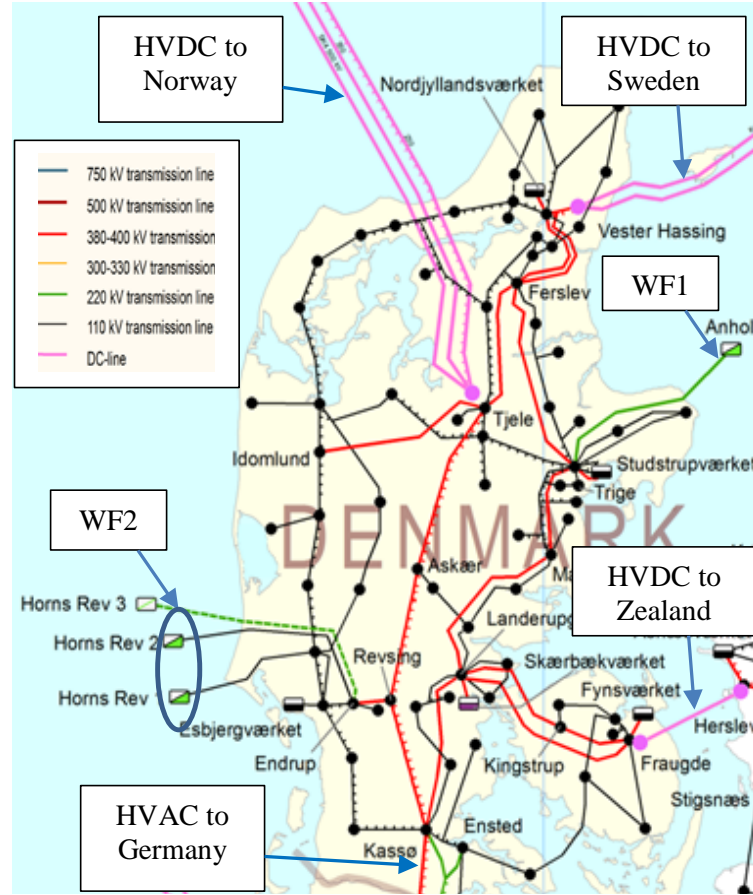 HVDC to
Norway
HVDC to
Sweden
Nordjyllandsværket
750 kV transmission line
500 kV transmission line
380-400 kV transmission
300-330 kV transmission
220 kV transmission line
110 kV transmission line
DC-line
Vester Hassing
Ferslev
WF1
Anhol
Tjele
Idomlund
Studstrupværket
Trige
WF2
DENMARK
HVDC to
Zealand
Askær
Ma
Horns Rev 3
Landerupg
Horns Rev 2
Revsing
Skærbækværket
Horns Rev
Fynsværket
Esbjergværket
Herslev
Endrup
Kingstrup
Fraugde
Stigsnæs
HVAC to
Germany
Ensted
Kassø